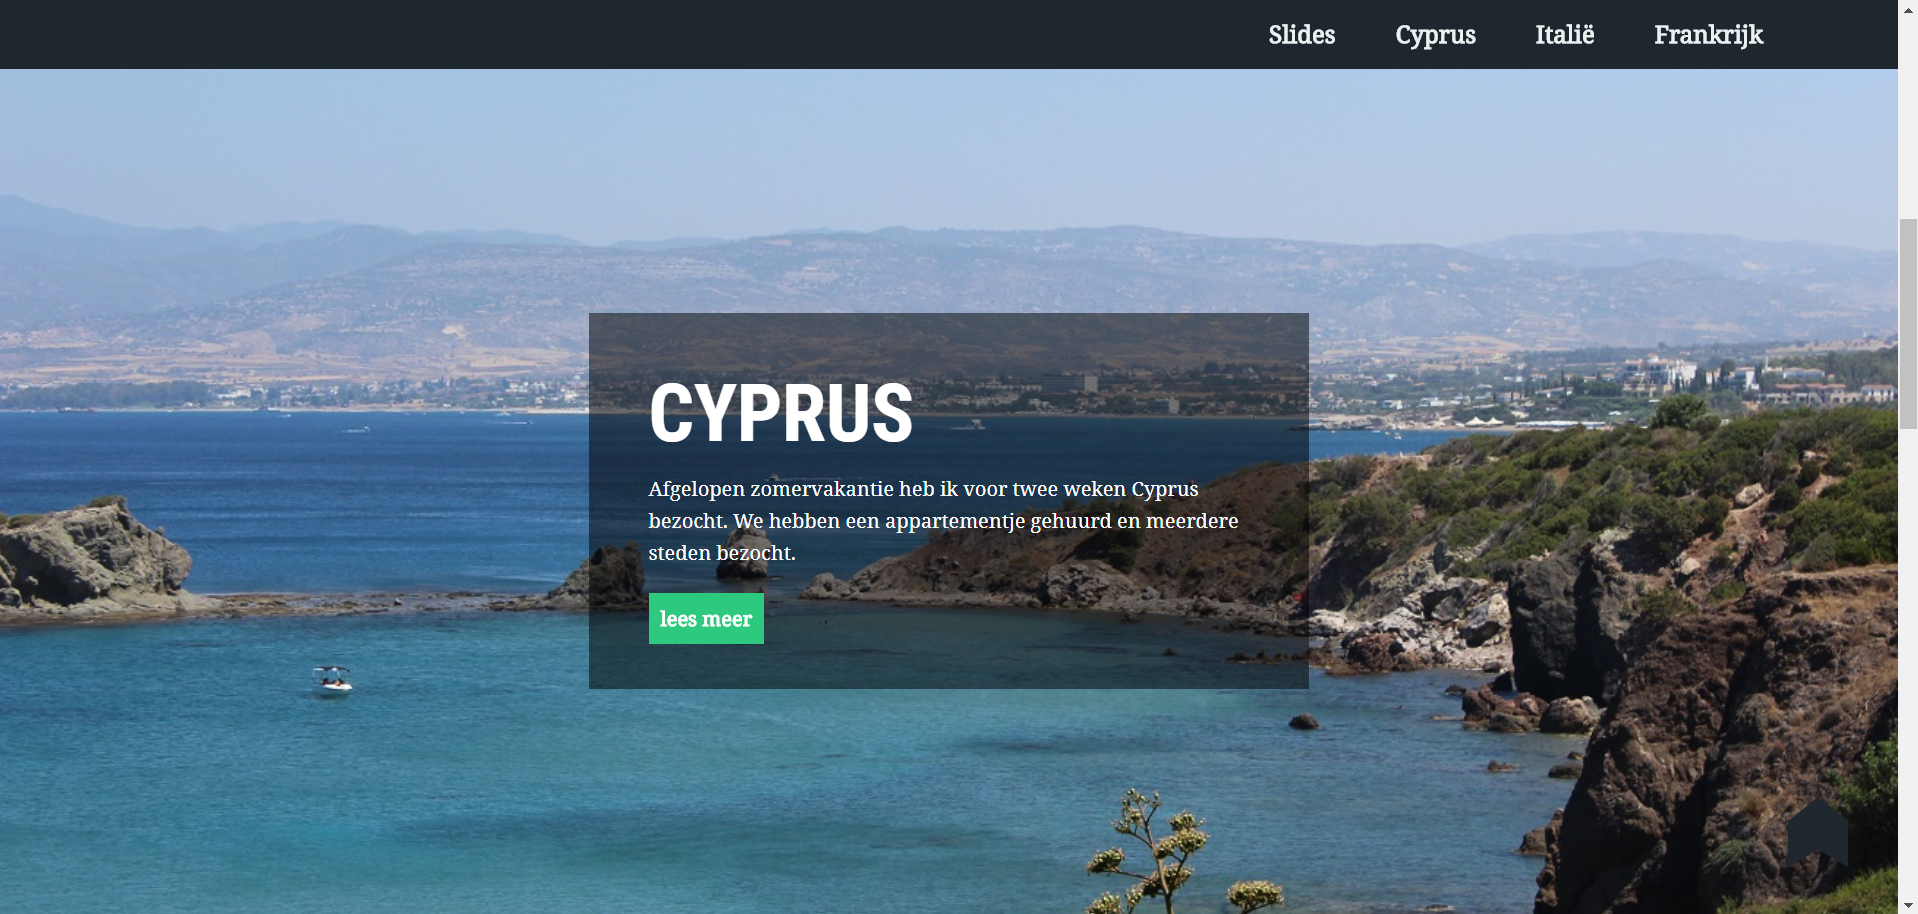 Slides Cyprus Italië Frankrijk
CYPRUS
Afgelopen zomervakantie heb ik voor twee weken Cyprus
bezocht. We hebben een appartementje gehuurd en meerdere
steden bezocht.
lees meer